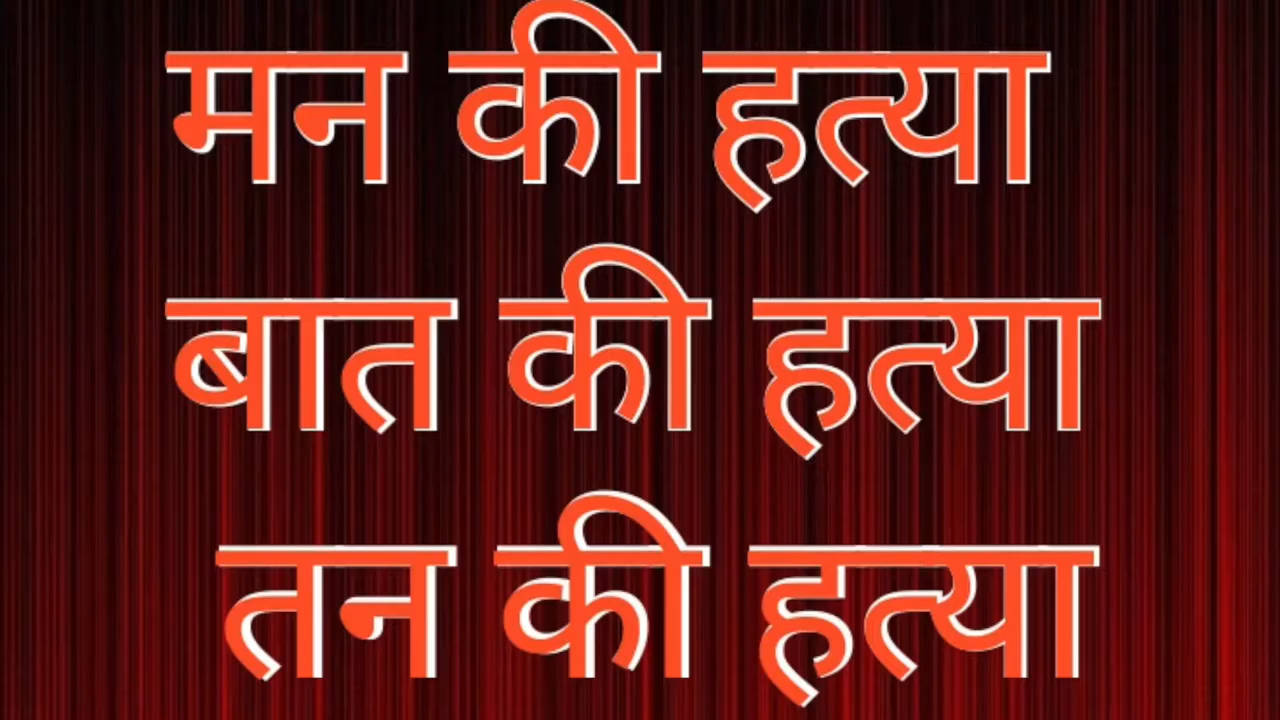 मन की हत्या
बात की हत्या
तन की हत्या